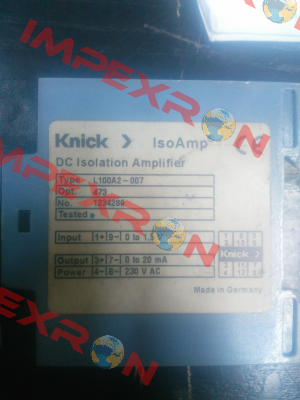 IMPEXRON
Knick > IsoAmp
DC Isolation Amplifier
Type L100A2-007
Opt. 473
No. 1234289
Tested
Input 1+ 9- 0 to 1.5
Output 3+ 7- 0 to 20 mA
Power 4~ 8~ 230 V AC
Knick >
Made in Germany
IMPEXRON
IMPEXRON